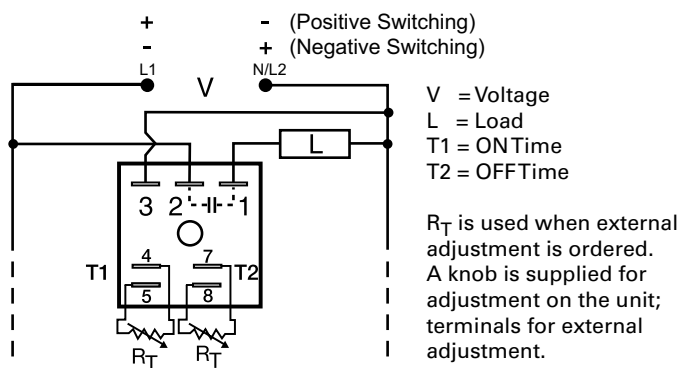 + - (Positive Switching)
- + (Negative Switching)
L1 V N/L2
V = Voltage
L = Load
T1 = ON Time
T2 = OFF Time
L
3 2 1
4 7
T1 T2
5 8
RT RT
RT is used when external
adjustment is ordered.
A knob is supplied for
adjustment on the unit;
terminals for external
adjustment.